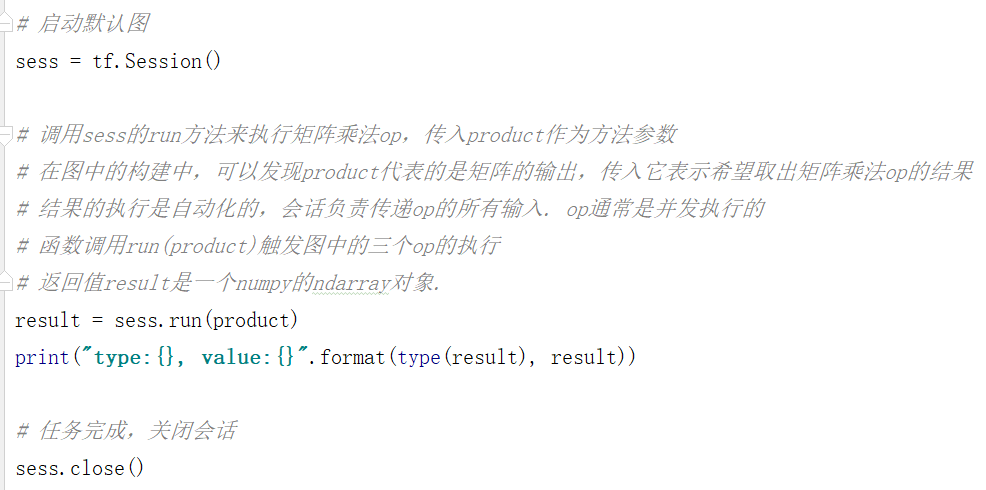 # 启动默认图
sess = tf.Session()
# 调用sess的run方法来执行矩阵乘法op，传入product作为方法参数
# 在图中的构建中，可以发现product代表的是矩阵的输出，传入它表示希望取出矩阵乘法op的结果
# 结果的执行是自动化的，会话负责传递op的所有输入. op通常是并发执行的
# 函数调用run(product)触发图中的三个op的执行
# 返回值result是一个numpy的ndarray对象.
result = sess.run(product)
print("type:{}, value:{}".format(type(result), result))
# 任务完成，关闭会话
sess.close()